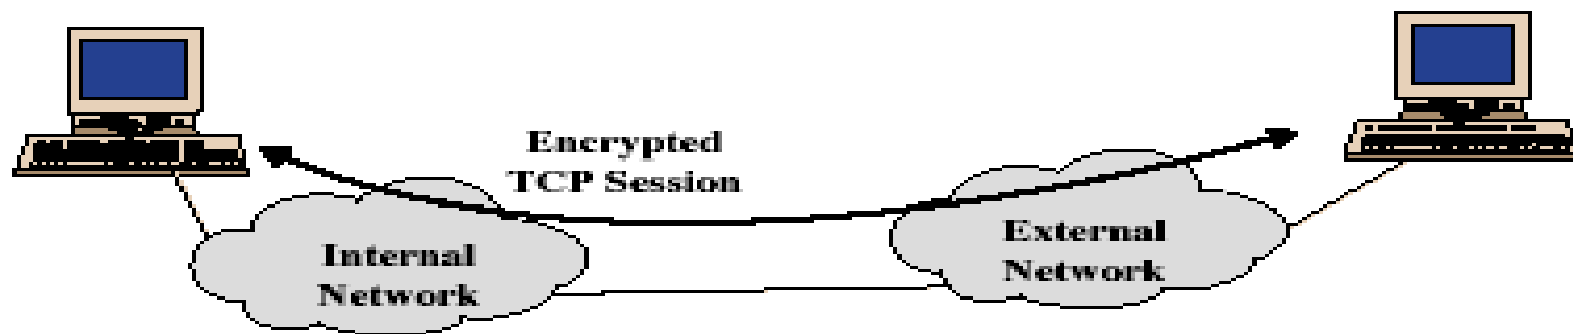 Encrypted
TCP Session
Internal
Network
External
Network